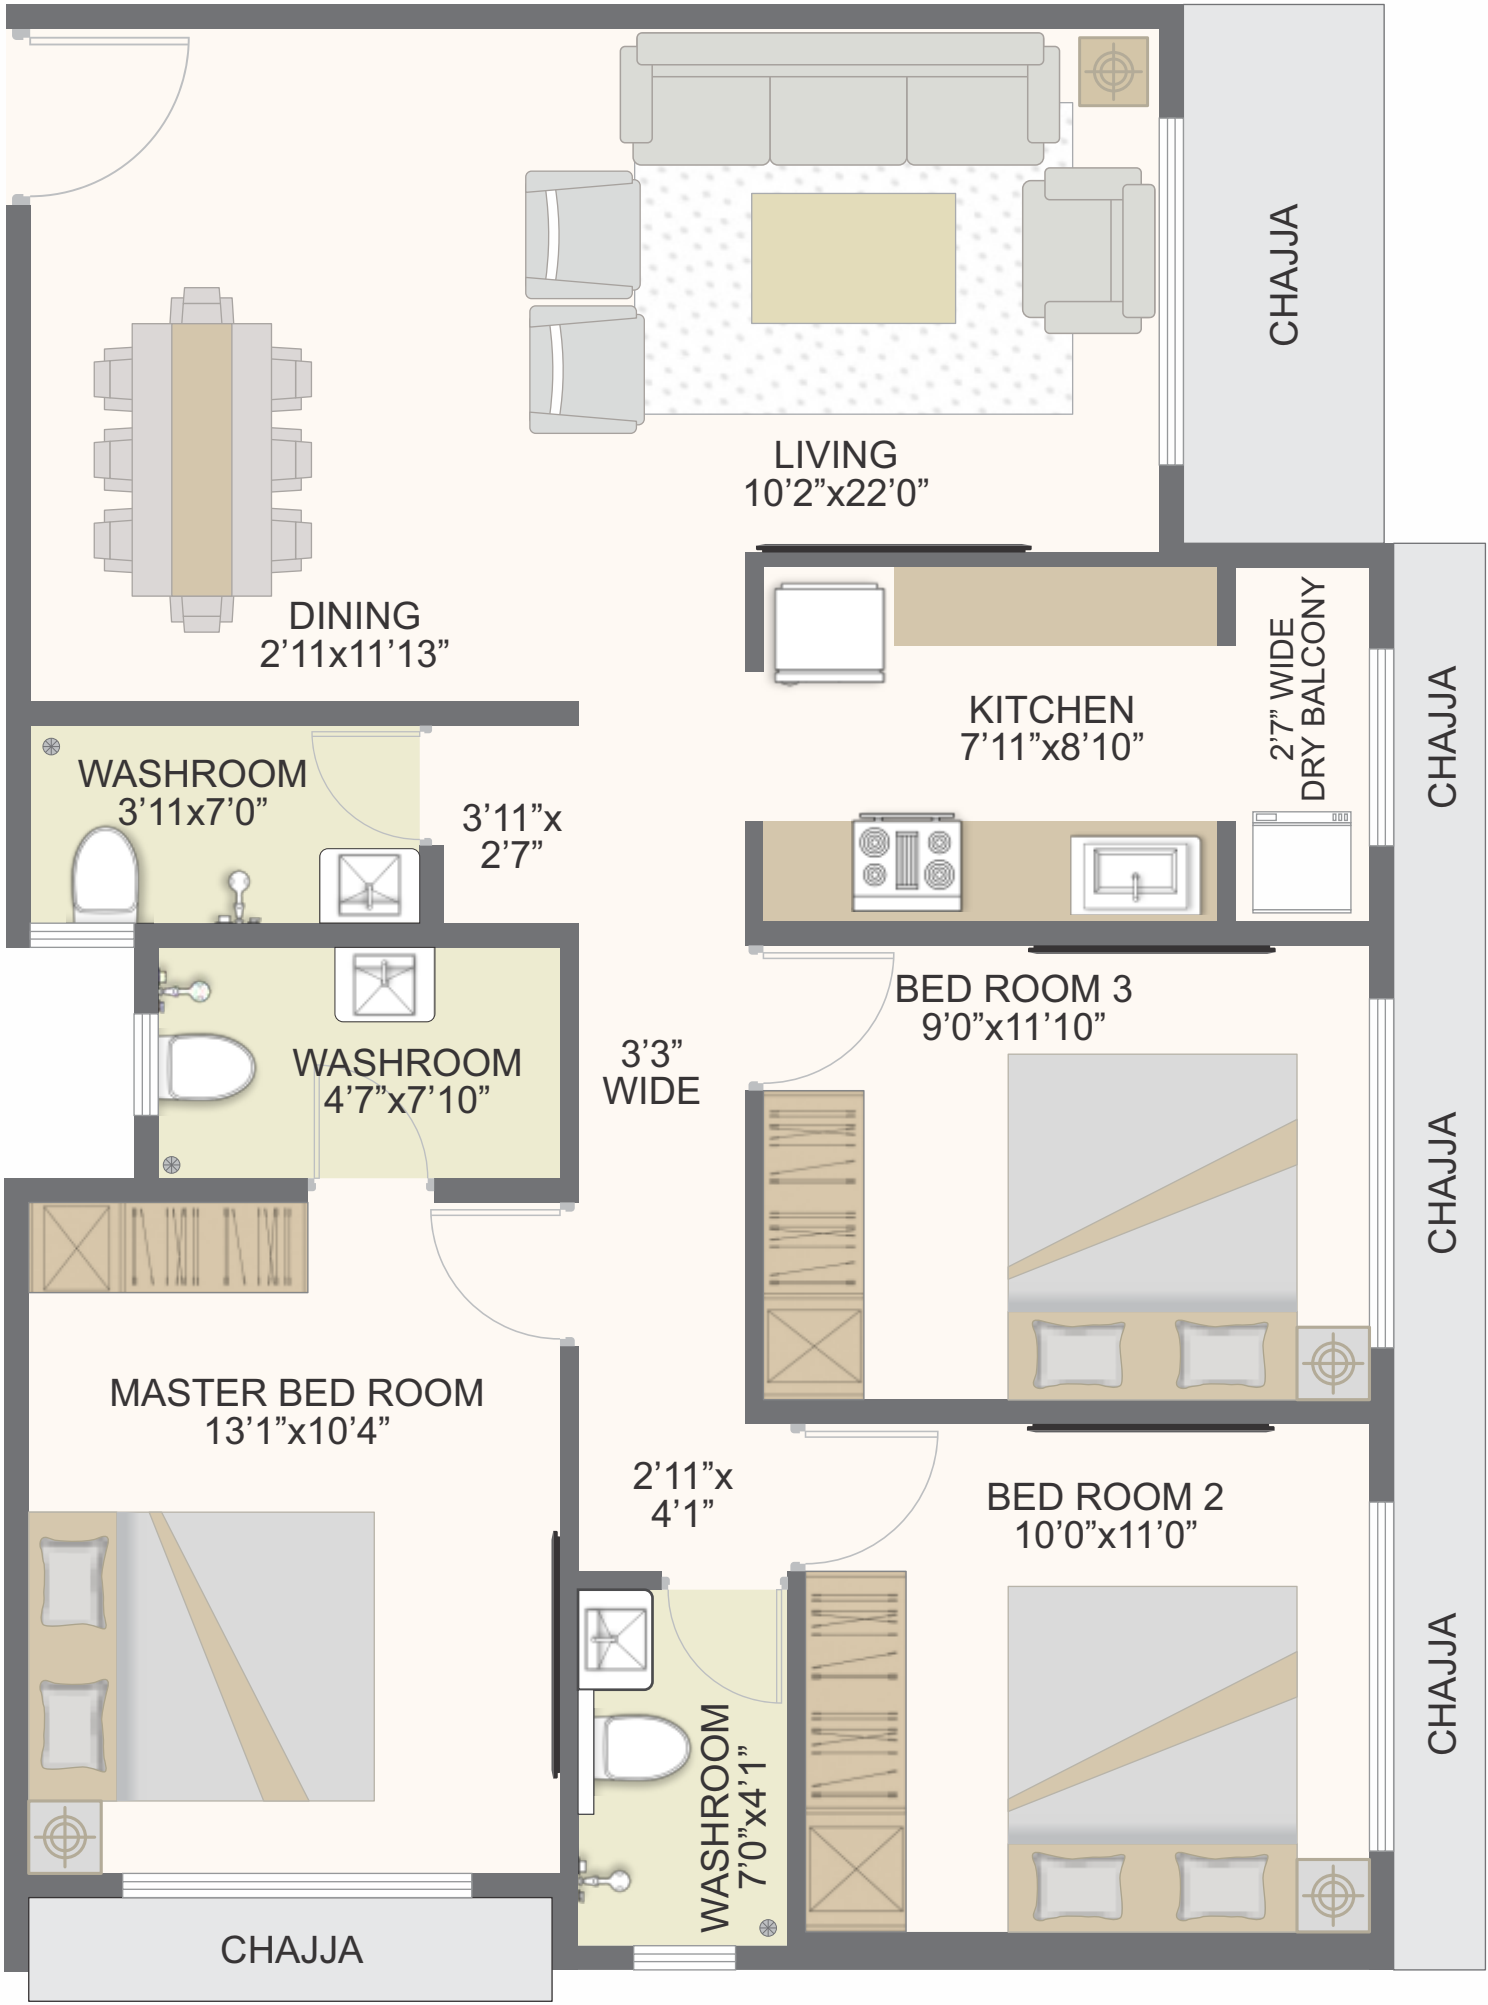 CHAJJA
LIVING
10’2”x22’0”
DINING
2’11x11’13”
2’7” WIDE
DRY BALCONY
KITCHEN
7’11”x8’10”
CHAJJA
WASHROOM
3’11x7’0”
3’11”x
2’7”
BED ROOM 3
9’0”x11’10”
WASHROOM
4’7”x7’10”
3’3”
WIDE
CHAJJA
MASTER BED ROOM
13’1”x10’4”
2’11”x
4’1”
BED ROOM 2
10’0”x11’0”
CHAJJA
WASHROOM
7’0”x4’1”
CHAJJA